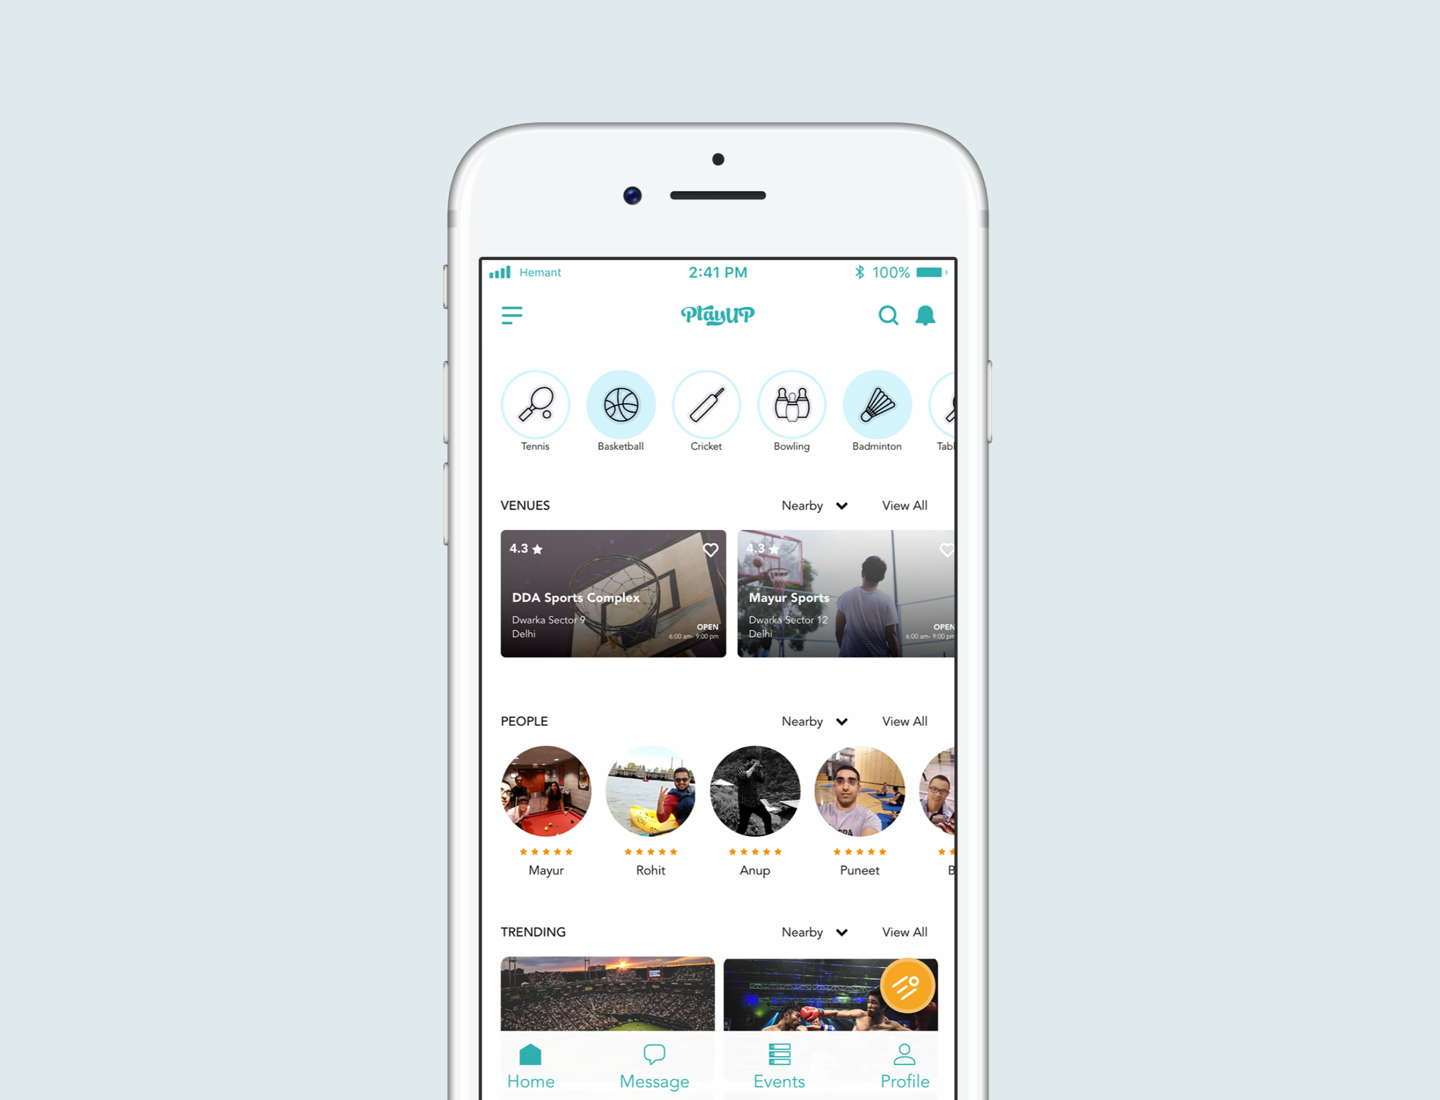 Hemant 2:41 PM 100%
PlayUP
Tennis Basketball Cricket Bowling Badminton Tabl
VENUES Nearby View All
4.3 4.3
DDA Sports Complex Mayur Sports
Dwarka Sector 9 Dwarka Sector 12
Delhi OPEN Delhi OPEN
6:00 am- 9:00 pm 6:00 am- 9:00 pm
PEOPLE Nearby View All
Mayur Rohit Anup Puneet B
TRENDING Nearby View All
Home Message Events Profile